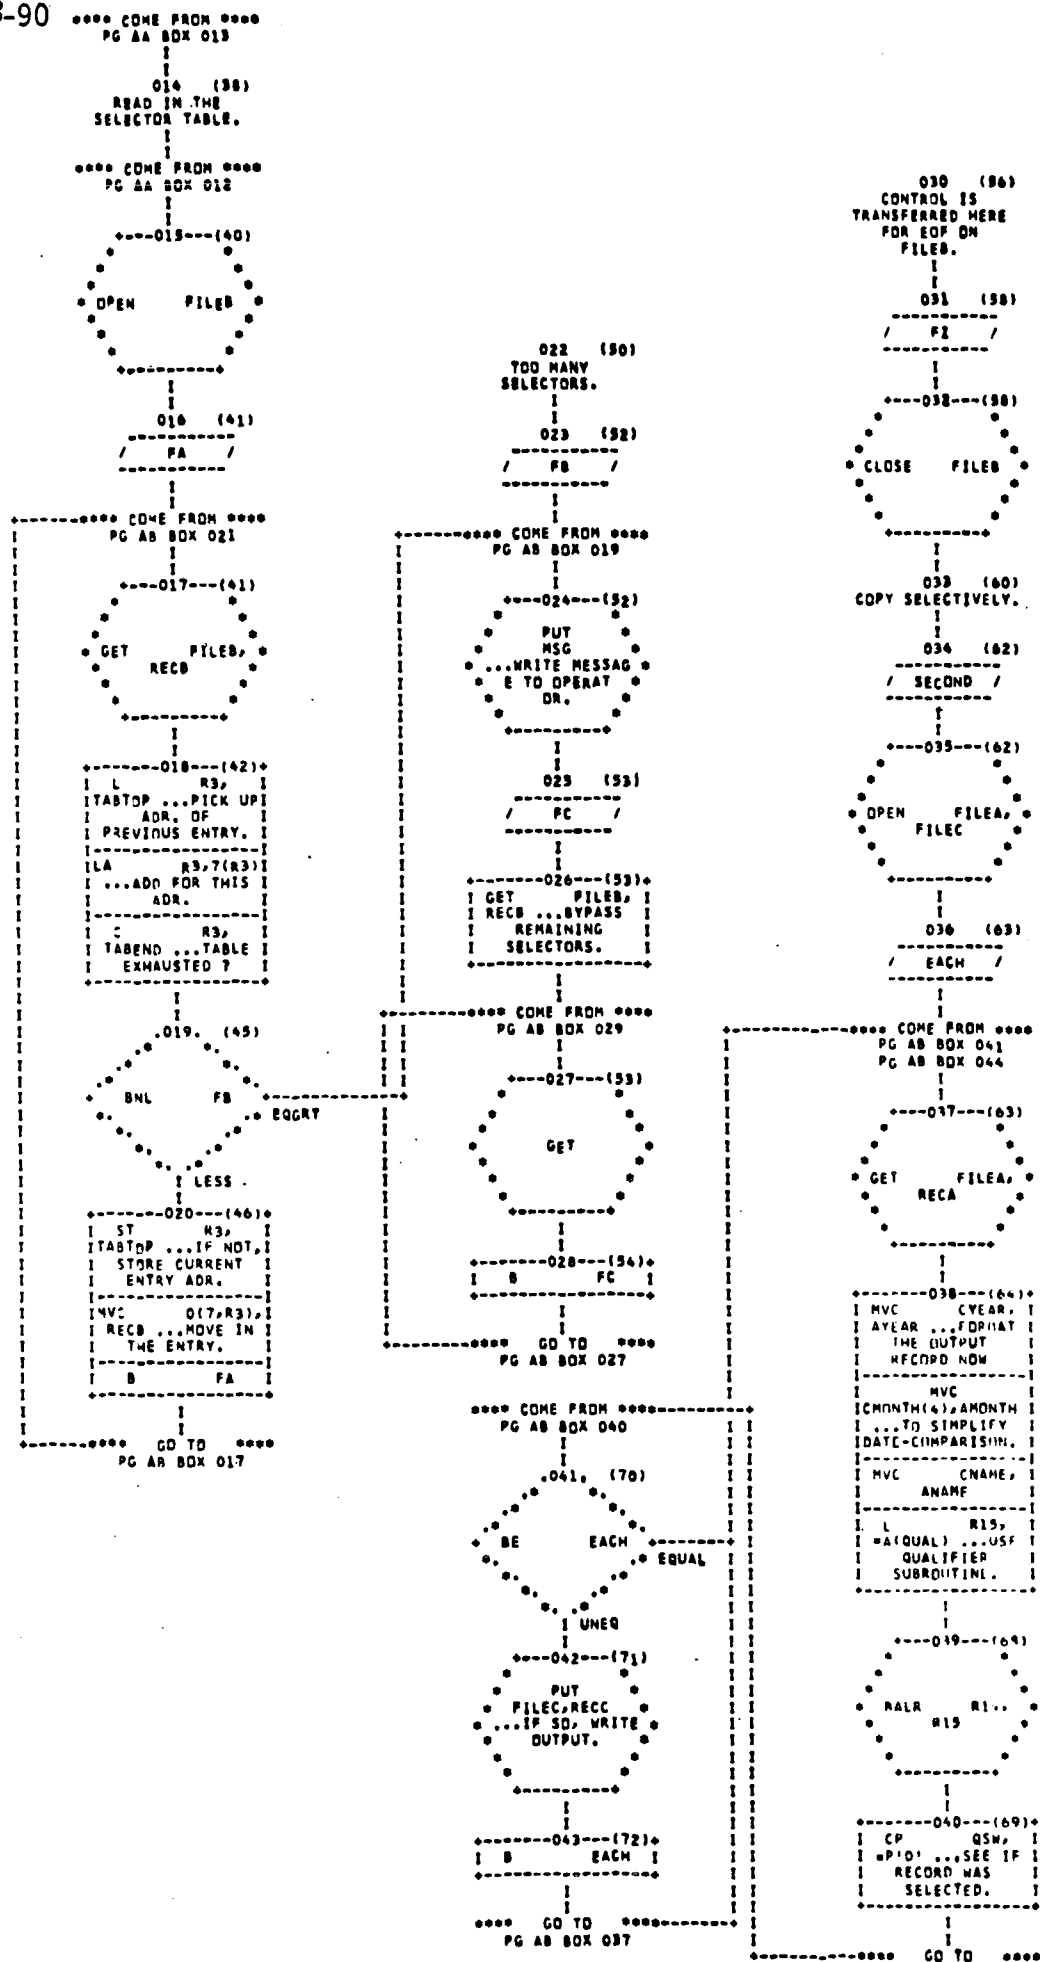 3-90
**** COME FROM ****
PG AA BOX 013
014 (38)
READ IN THE
SELECTOR TABLE.
**** COME FROM ****
PG AA BOX 012
015 (40)
OPEN FILEB
016 (41)
/ FA /
**** COME FROM ****
PG AB BOX 021
017 (41)
GET FILEB,
RECB
018 (42)
L R3,
TABTOP ...PICK UP
ADR. OF
PREVIOUS ENTRY.
LA R3,7(R3)
...ADD FOR THIS
ADR.
C R3,
TABEND ...TABLE
EXHAUSTED ?
019. (45)
BNL FB
EQGRT
LESS
020 (46)
ST R3,
TABTOP ...IF NOT,
STORE CURRENT
ENTRY ADR.
MVC 0(7,R3),
RECB ...MOVE IN
THE ENTRY.
B FA
**** GO TO ****
PG AB BOX 017
022 (50)
TOO MANY
SELECTORS.
023 (52)
/ FB /
**** COME FROM ****
PG AB BOX 019
024 (52)
PUT
MSG
...WRITE MESSAG
E TO OPERAT
OR.
025 (53)
/ FC /
026 (53)
GET FILEB,
RECB ...BYPASS
REMAINING
SELECTORS.
**** COME FROM ****
PG AB BOX 029
027 (53)
GET
028 (54)
B FC
**** GO TO ****
PG AB BOX 027
**** COME FROM ****
PG AB BOX 040
.041. (70)
BE EACH
EQUAL
UNEQ
042 (71)
PUT
FILEC,RECC
...IF SO, WRITE
OUTPUT.
043 (72)
B EACH
**** GO TO ****
PG AB BOX 037
030 (56)
CONTROL IS
TRANSFERRED HERE
FOR EOF ON
FILEB.
031 (58)
/ FZ /
032 (58)
CLOSE FILEB
033 (60)
COPY SELECTIVELY.
034 (62)
/ SECOND /
035 (62)
OPEN FILEA,
FILEC
036 (63)
/ EACH /
**** COME FROM ****
PG AB BOX 041
PG AB BOX 044
037 (63)
GET FILEA,
RECA
038 (64)
MVC CYEAR,
AYEAR ...FORMAT
THE OUTPUT
RECORD NOW
MVC
CMONTH(4),AMONTH
...TO SIMPLIFY
DATE-COMPARISON.
MVC CNAME,
ANAME
L R15,
=A(QUAL) ...USE
QUALIFIER
SUBROUTINE.
039 (69)
BALR
R15
040 (69)
CP QSW,
=P'0' ...SEE IF
RECORD WAS
SELECTED.
**** GO TO ****